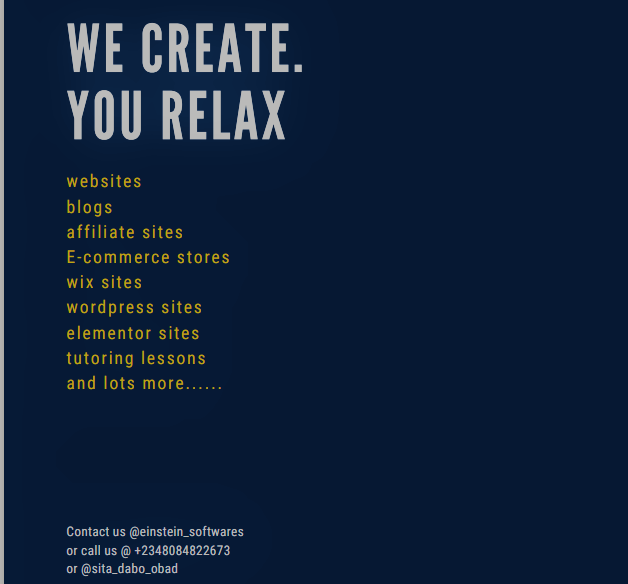 WE CREATE.
YOU RELAX
websites
blogs
affiliate sites
E-commerce stores
wix sites
wordpress sites
elementor sites
tutoring lessons
and lots more......
Contact us @einstein_softwares
or call us @ +2348084822673
or @sita_dabo_obad